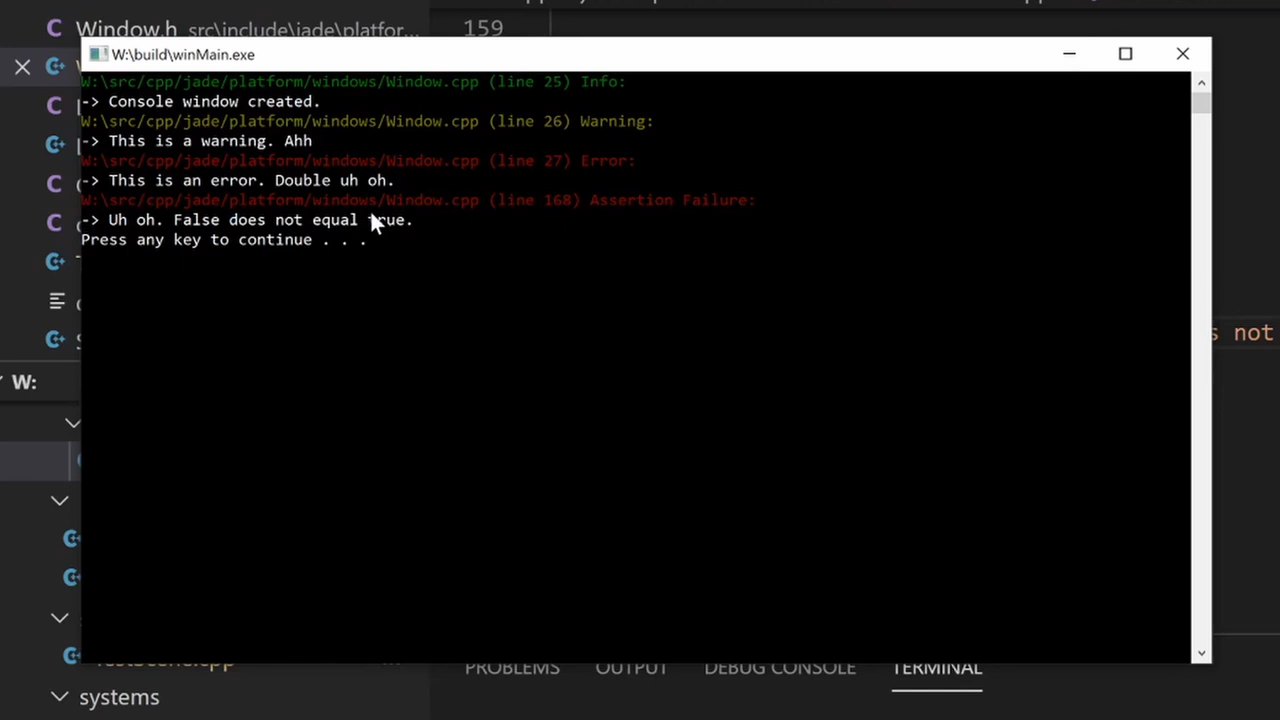 Window.h src\include\jade\platfor...
159
W:\build\winMain.exe
W:\src/cpp/jade/platform/windows/Window.cpp (line 25) Info:
-> Console window created.
W:\src/cpp/jade/platform/windows/Window.cpp (line 26) Warning:
-> This is a warning. Ahh
W:\src/cpp/jade/platform/windows/Window.cpp (line 27) Error:
-> This is an error. Double uh oh.
W:\src/cpp/jade/platform/windows/Window.cpp (line 168) Assertion Failure:
-> Uh oh. False does not equal true.
Press any key to continue . . .
not
W:
PROBLEMS OUTPUT DEBUG CONSOLE TERMINAL
systems